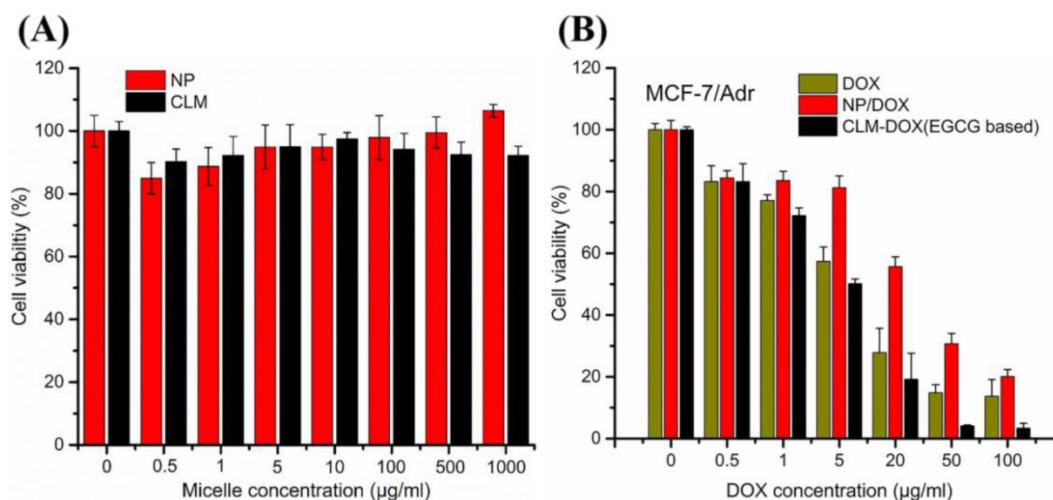 (A)
NP
CLM
Cell viabiltiy (%)
120
100
80
60
40
20
0
0 0.5 1 5 10 100 500 1000
Micelle concentration (μg/ml)
(B)
MCF-7/Adr
DOX
NP/DOX
CLM-DOX(EGCG based)
Cell viability (%)
120
100
80
60
40
20
0
0 0.5 1 5 20 50 100
DOX concentration (μg/ml)